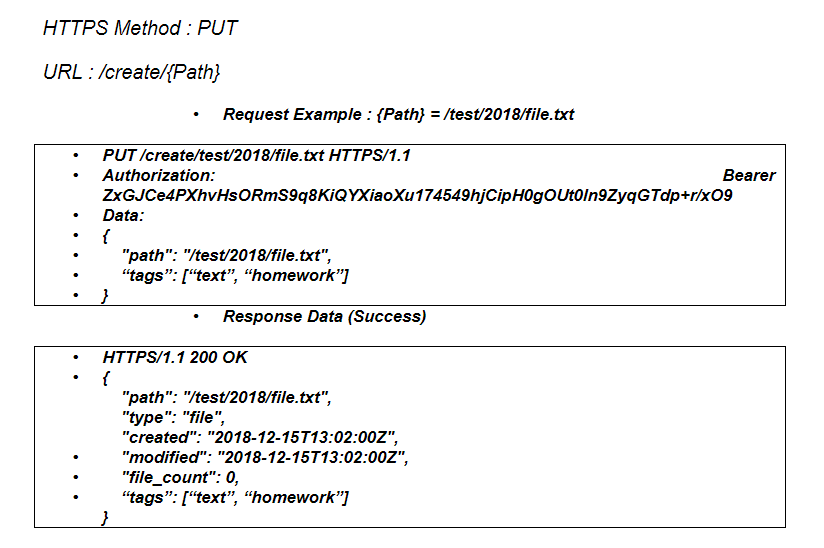 HTTPS Method : PUT
URL : /create/{Path}
• Request Example : {Path} = /test/2018/file.txt
• PUT /create/test/2018/file.txt HTTPS/1.1
• Authorization: Bearer
ZxGJCe4PXhvHsORmS9q8KiQYXiaoXu174549hjCipH0gOUt0ln9ZyqGTdp+r/xO9
• Data:
• {
• "path": "/test/2018/file.txt",
• “tags”: [“text”, “homework”]
• }
• Response Data (Success)
• HTTPS/1.1 200 OK
• {
"path": "/test/2018/file.txt",
"type": "file",
"created": "2018-12-15T13:02:00Z",
• "modified": "2018-12-15T13:02:00Z",
• "file_count": 0,
• “tags”: [“text”, “homework”]
}